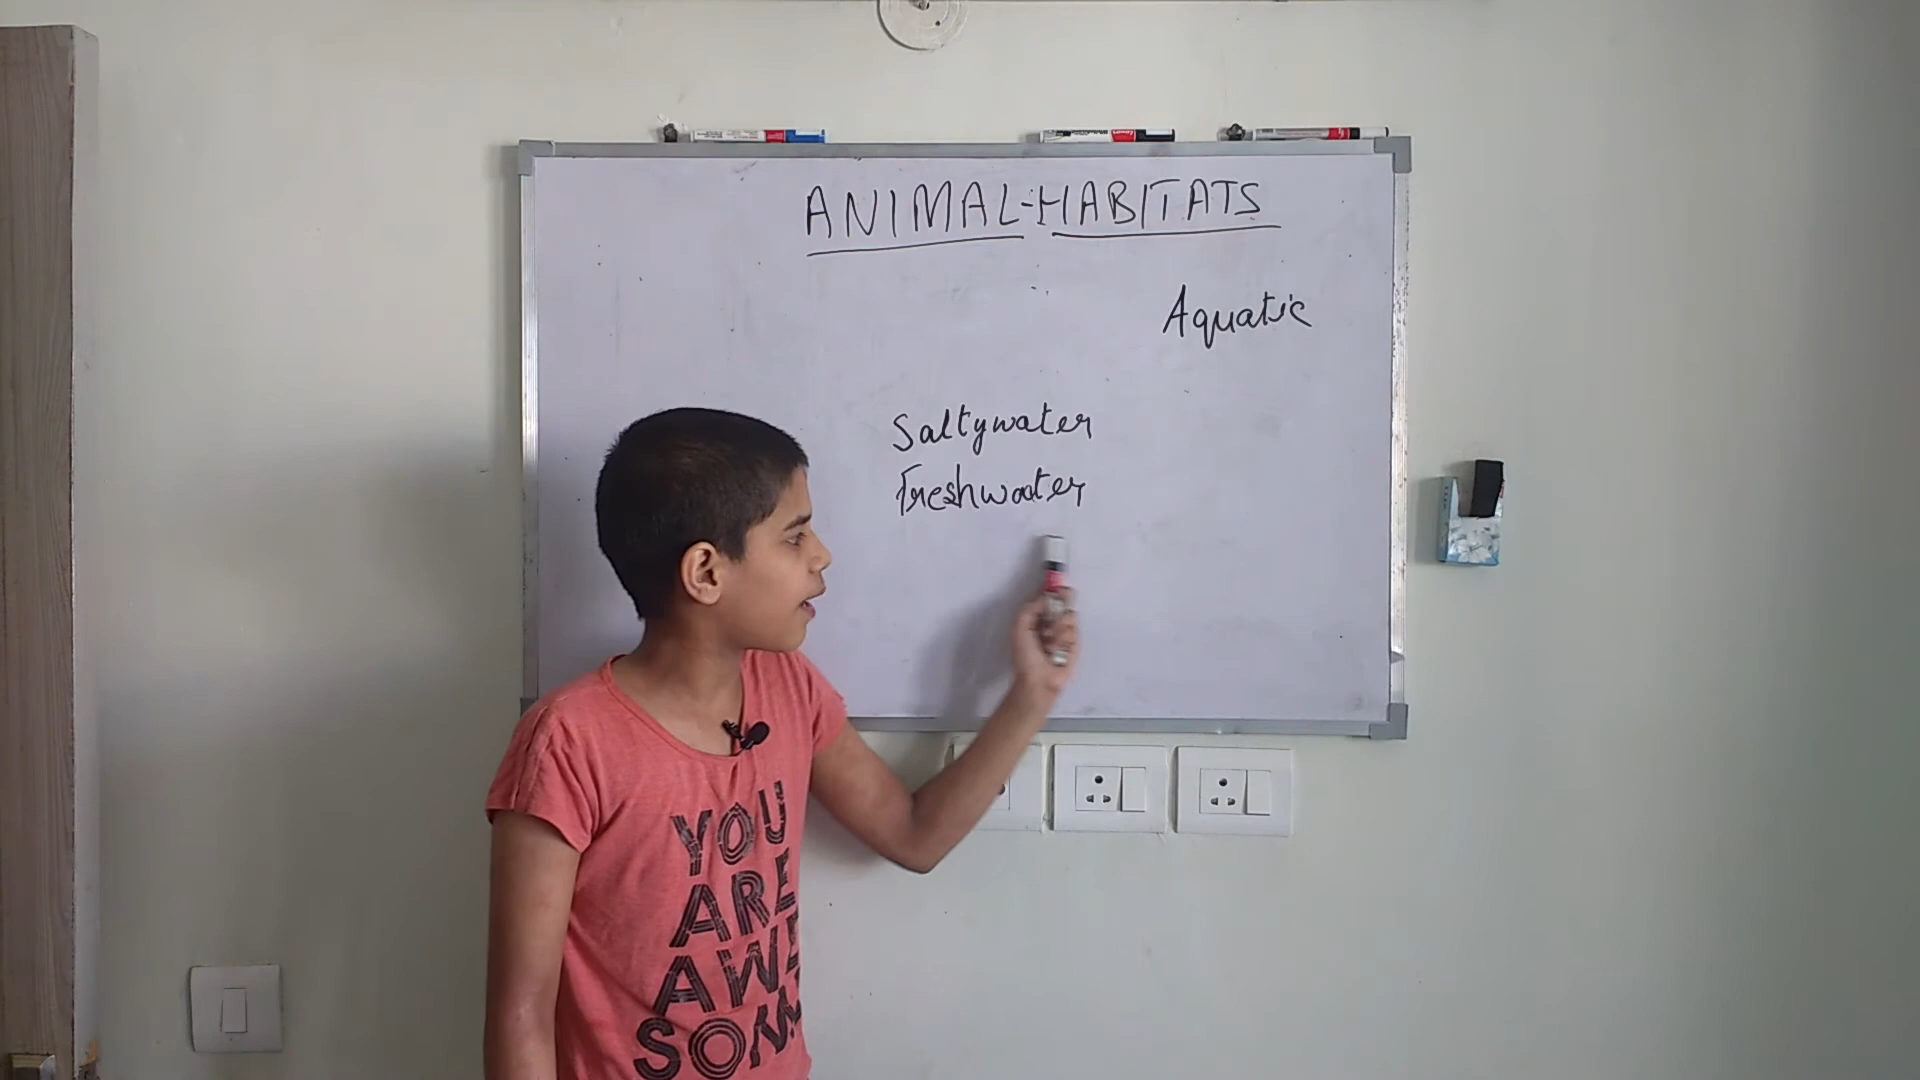 ANIMAL-HABITATS
Aquatic
Saltywater
Freshwater
YOU
ARE
AWE
SOM